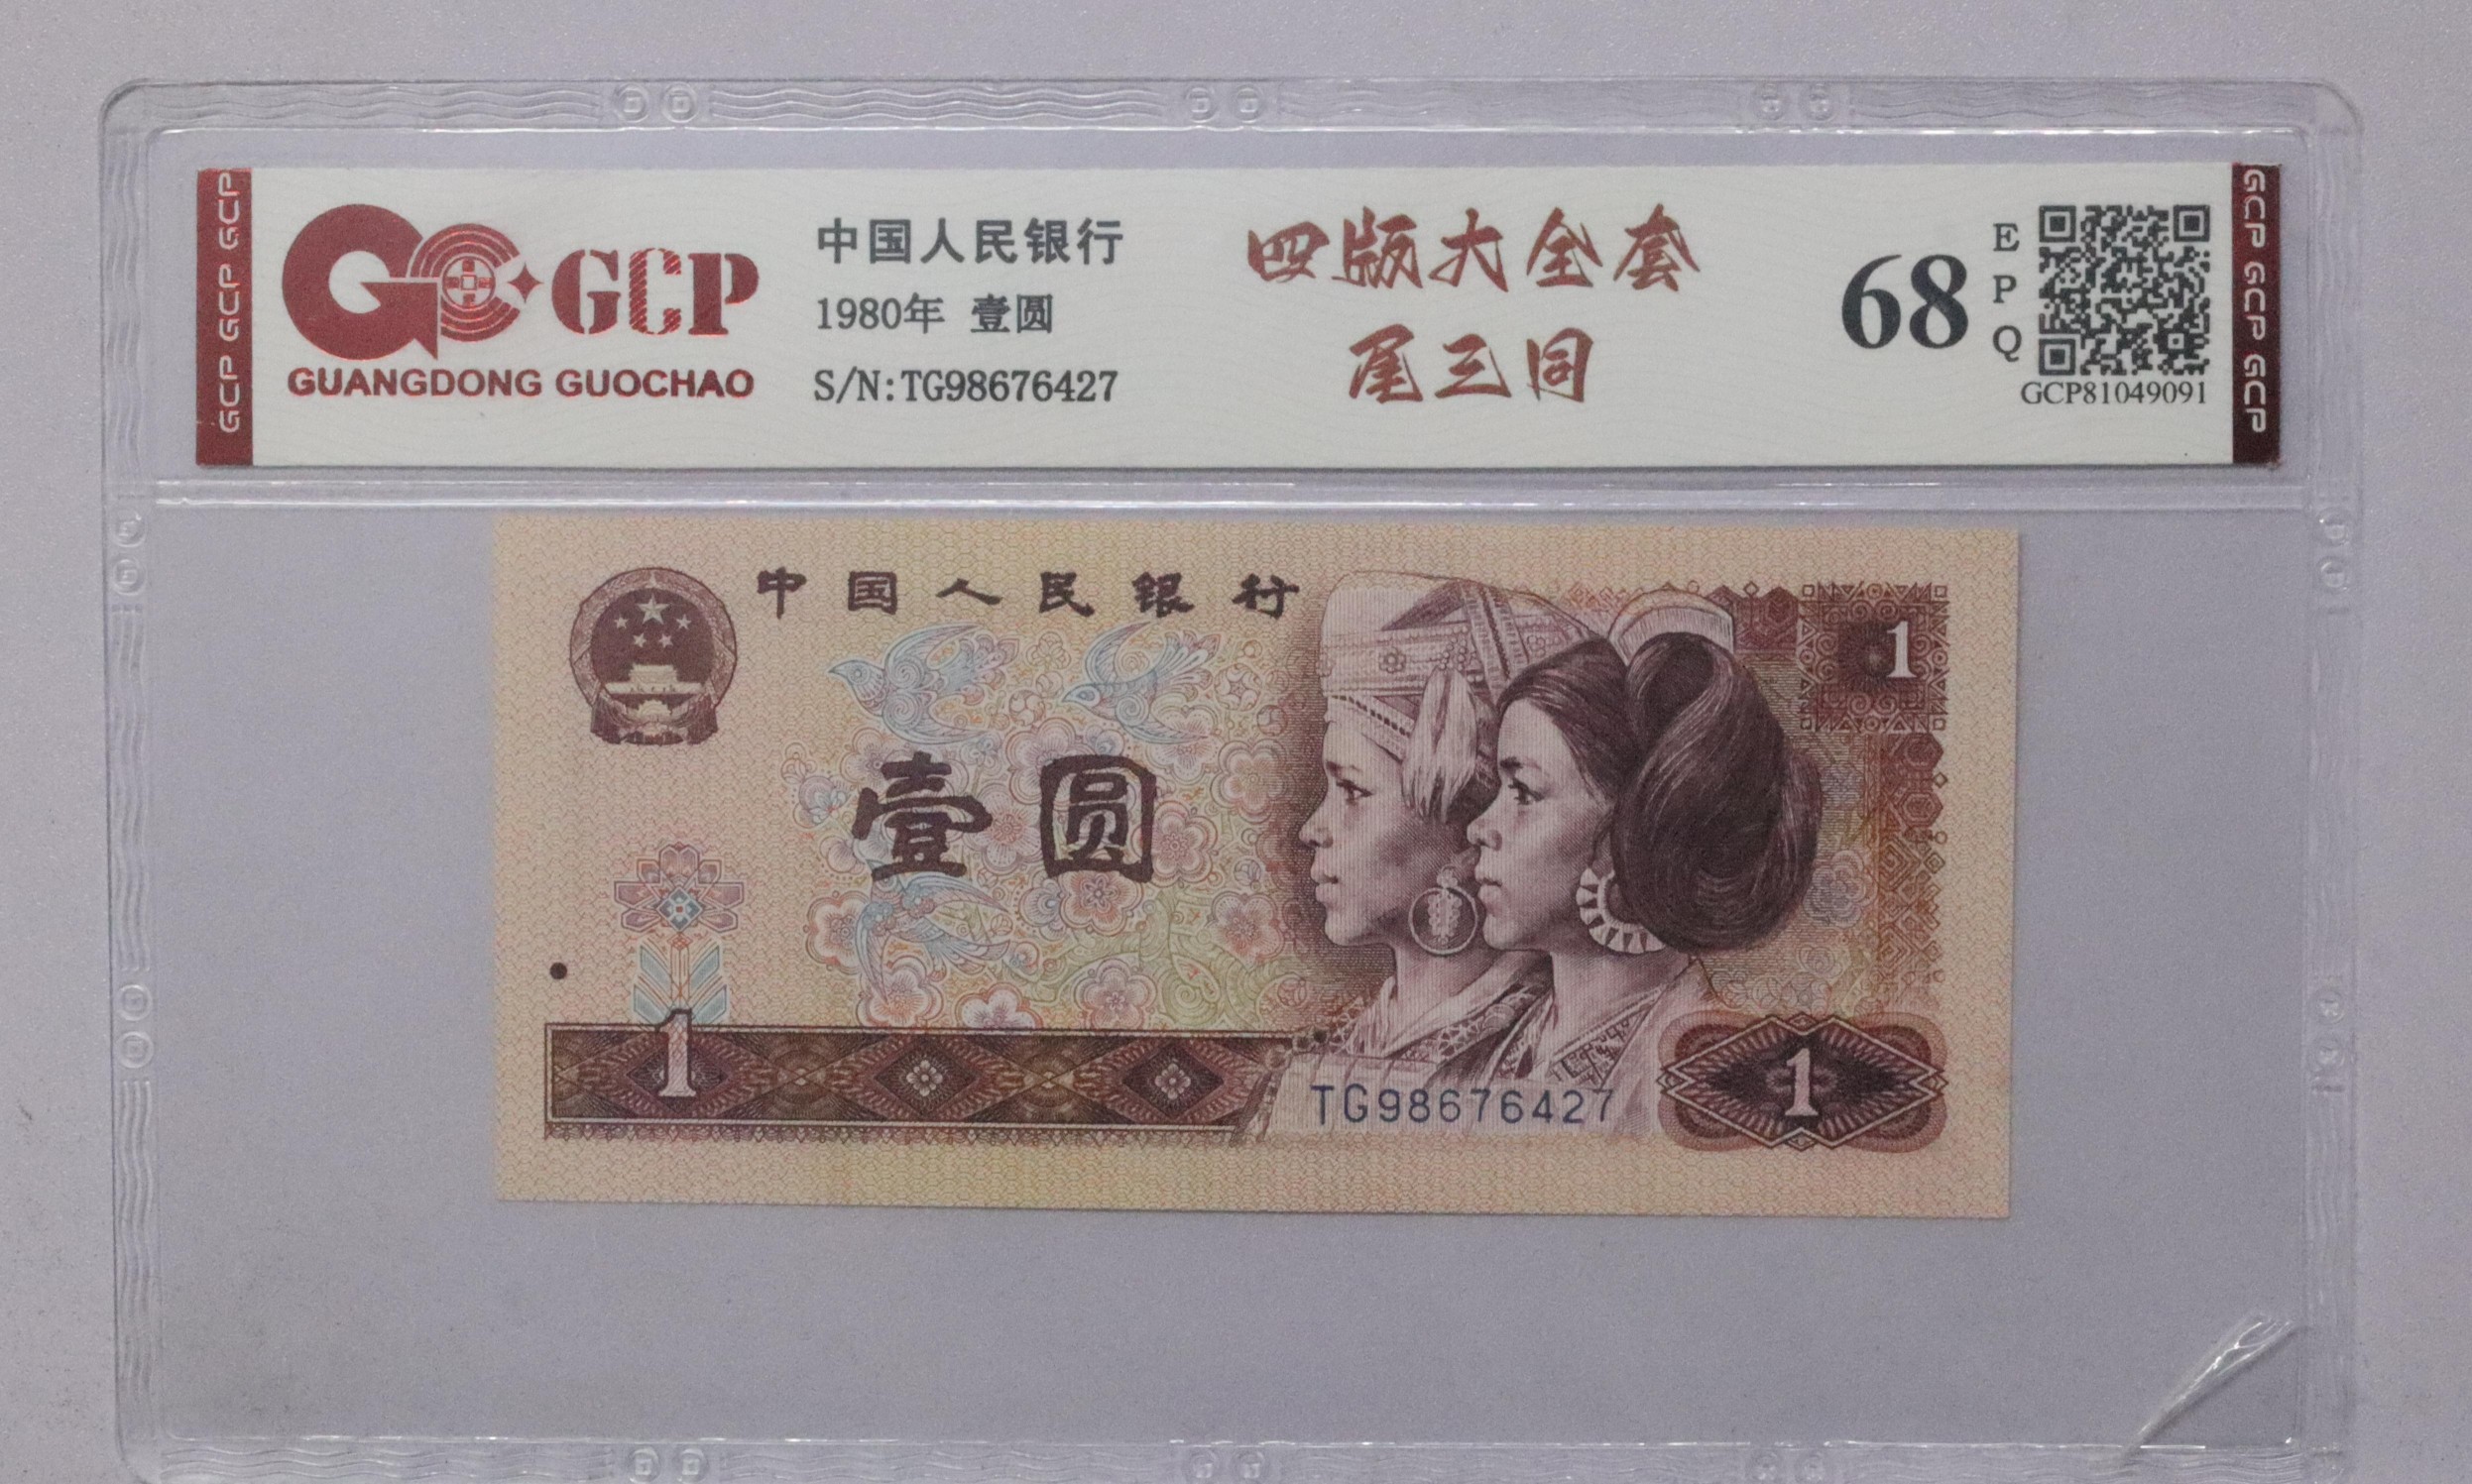 GCP GCP GCP
GCP
GUANGDONG GUOCHAO
中国人民银行
1980年 壹圆
S/N:TG98676427
四版大全套
尾三同
68
E
P
Q
GCP81049091
GCP GCP GCP
中国人民银行
1
壹圆
1
TG98676427
1